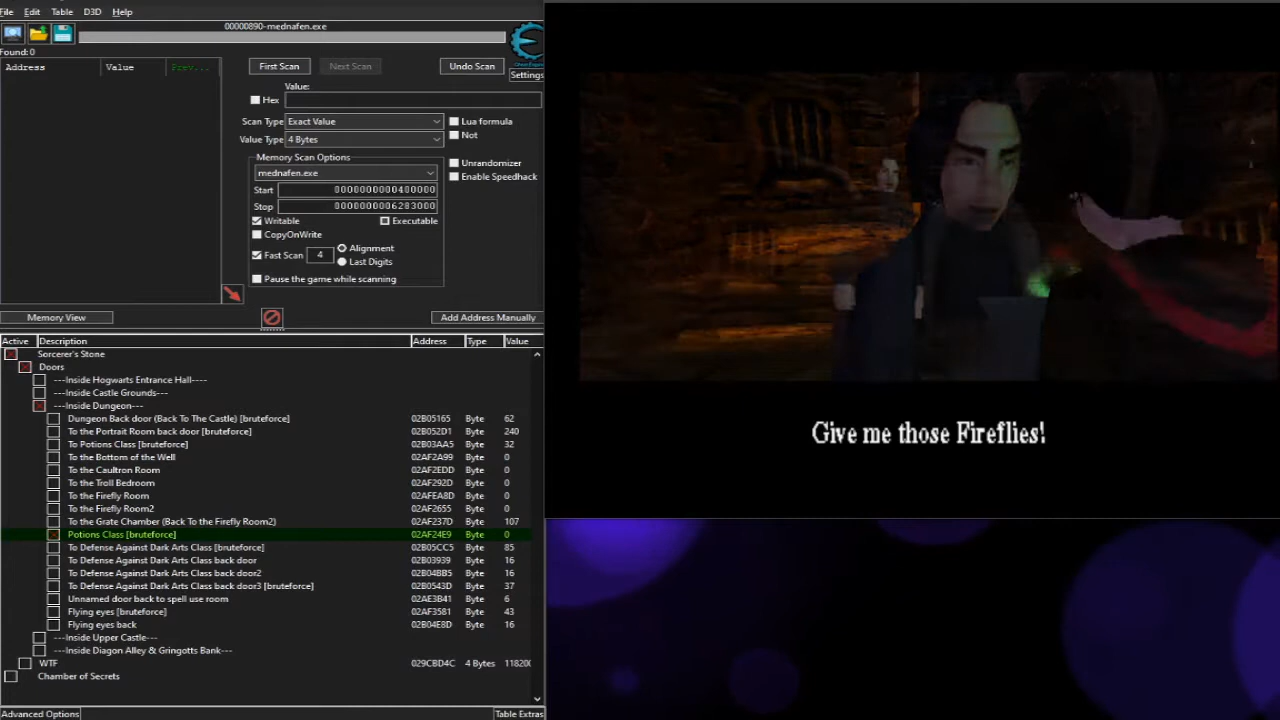 File Edit Table D3D Help
00000890-mednafen.exe
Found:0
Address Value Prev...
First Scan Next Scan Undo Scan
Settings
Value:
Hex
Scan Type Exact Value Lua formula
Value Type 4 Bytes Not
Memory Scan Options
mednafen.exe Unrandomizer
Start 0000000000400000 Enable Speedhack
Stop 0000000006283000
Writable Executable
CopyOnWrite
Fast Scan 4 Alignment
Last Digits
Pause the game while scanning
Memory View Add Address Manually
Active Description Address Type Value
Sorcerer's Stone
Doors
---Inside Hogwarts Entrance Hall----
---Inside Castle Grounds---
---Inside Dungeon---
Dungeon Back door (Back To The Castle) [bruteforce] 02B05165 Byte 62
To the Portrait Room back door [bruteforce] 02B052D1 Byte 240
To Potions Class [bruteforce] 02B03AA5 Byte 32
To the Bottom of the Well 02AF2A99 Byte 0
To the Caultron Room 02AF2EDD Byte 0
To the Troll Bedroom 02AF292D Byte 0
To the Firefly Room 02AFEA8D Byte 0
To the Firefly Room2 02AF2655 Byte 0
To the Grate Chamber (Back To the Firefly Room2) 02AF237D Byte 107
Potions Class [bruteforce] 02AF24E9 Byte 0
To Defense Against Dark Arts Class [bruteforce] 02B05CC5 Byte 85
To Defense Against Dark Arts Class back door 02B03939 Byte 16
To Defense Against Dark Arts Class back door2 02B04BB5 Byte 16
To Defense Against Dark Arts Class back door3 [bruteforce] 02B0543D Byte 37
Unnamed door back to spell use room 02AE3B41 Byte 6
Flying eyes [bruteforce] 02AF3581 Byte 43
Flying eyes back 02B04E8D Byte 16
---Inside Upper Castle---
---Inside Diagon Alley & Gringotts Bank---
WTF 029CBD4C 4 Bytes 118200
Chamber of Secrets
Advanced Options Table Extras
Give me those Fireflies!